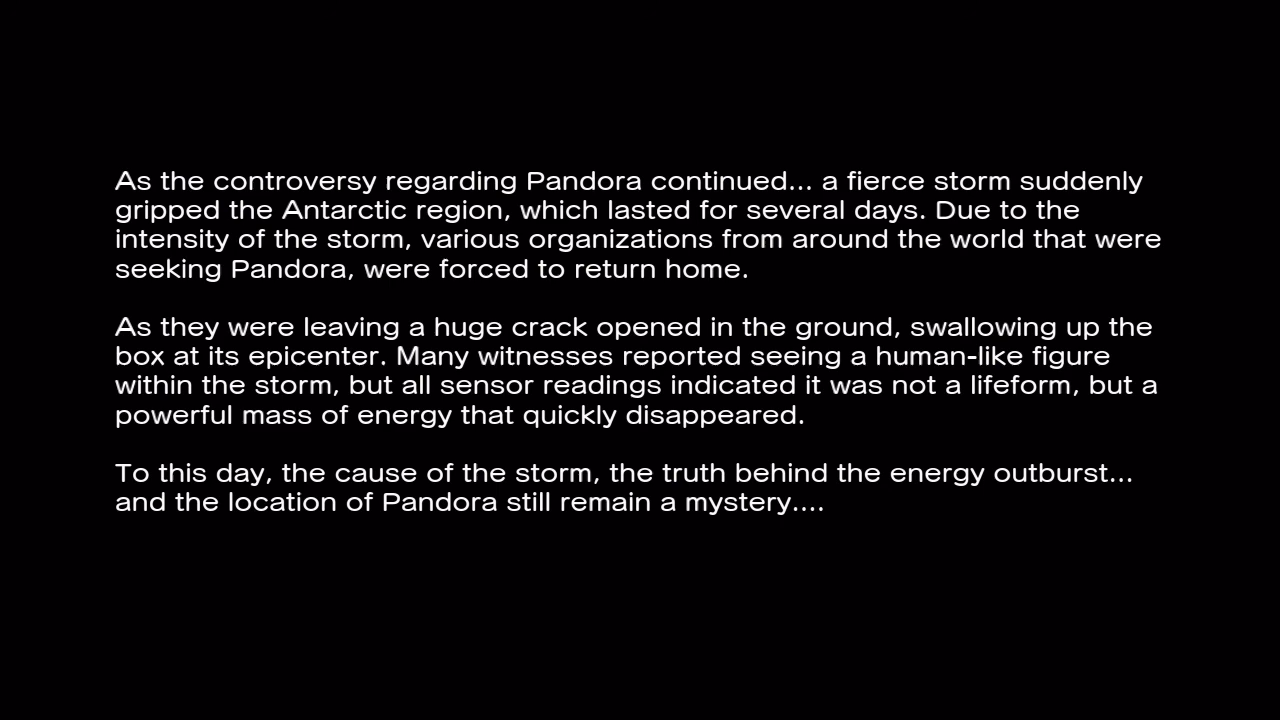 As the controversy regarding Pandora continued... a fierce storm suddenly
gripped the Antarctic region, which lasted for several days. Due to the
intensity of the storm, various organizations from around the world that were
seeking Pandora, were forced to return home.
As they were leaving a huge crack opened in the ground, swallowing up the
box at its epicenter. Many witnesses reported seeing a human-like figure
within the storm, but all sensor readings indicated it was not a lifeform, but a
powerful mass of energy that quickly disappeared.
To this day, the cause of the storm, the truth behind the energy outburst...
and the location of Pandora still remain a mystery....